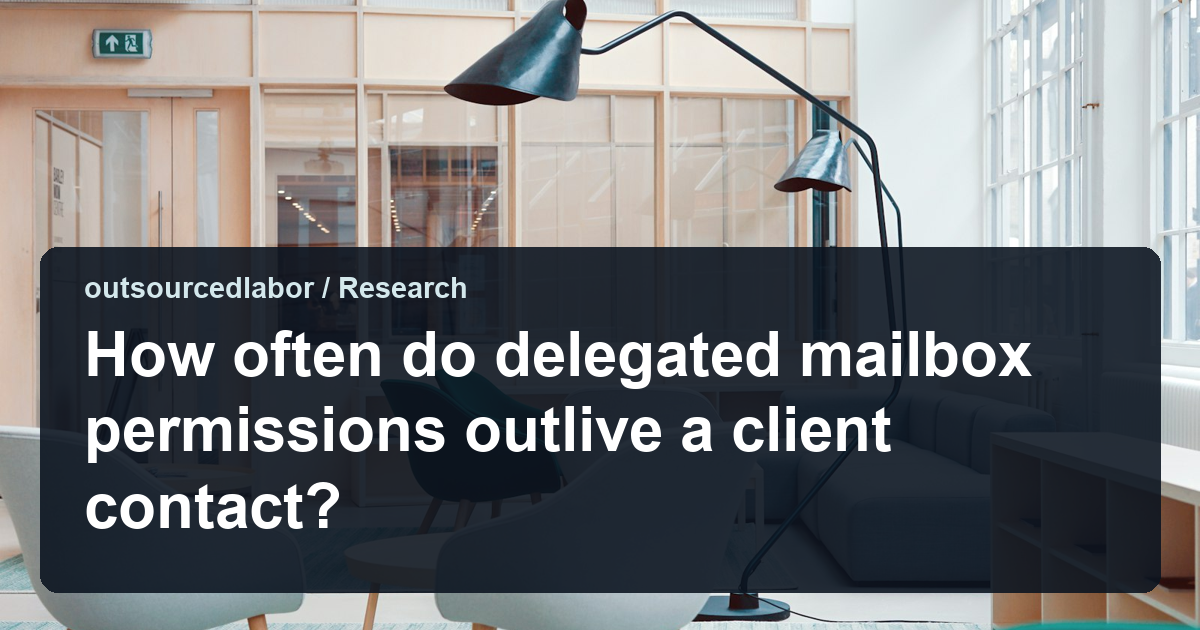 outsourcedlabor / Research
How often do delegated mailbox
permissions outlive a client
contact?